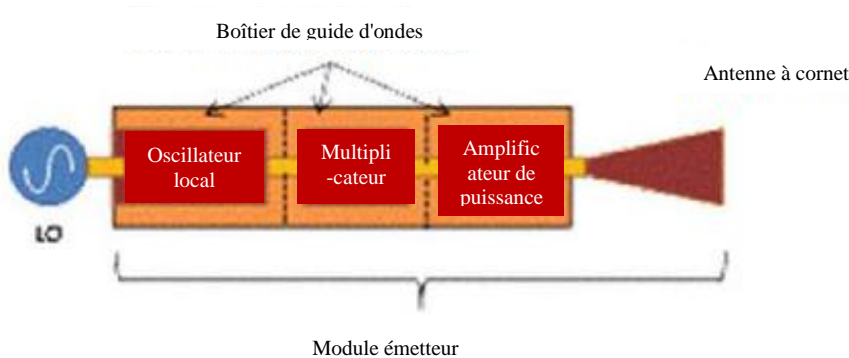 Boîtier de guide d'ondes
Antenne à cornet
Oscillateur
local
Multipli
-cateur
Amplific
ateur de
puissance
LO
Module émetteur